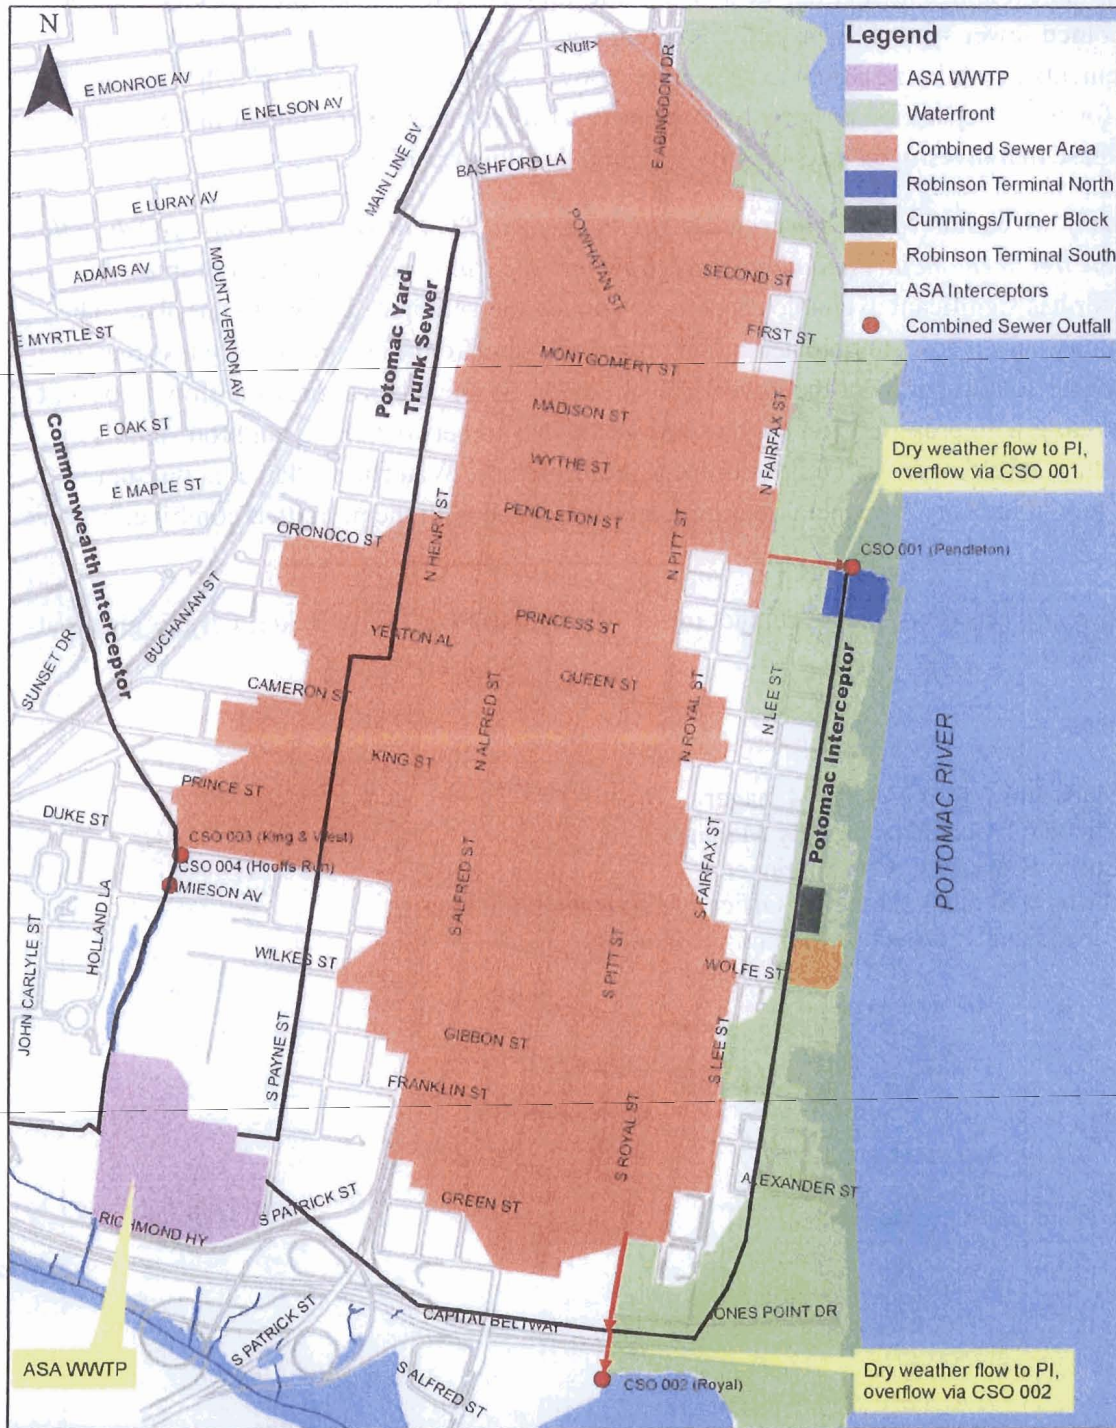 N
<Null>
E MONROE AV
E NELSON AV
MAIN LINE BV
BASHFORD LA
E ABINGDON DR
E LURAY AV
ADAMS AV
MOUNT VERNON AV
E MYRTLE ST
POWHATAN ST
SECOND ST
FIRST ST
Potomac Yard
Trunk Sewer
MONTGOMERY ST
MADISON ST
N FAIRFAX ST
E OAK ST
WYTHE ST
E MAPLE ST
Commonwealth Interceptor
PENDLETON ST
ORONOCO ST
N HENRY ST
N PITT ST
BUCHANAN ST
SUNSET DR
YEATON AL
PRINCESS ST
QUEEN ST
CAMERON ST
N ALFRED ST
N ROYAL ST
N LEE ST
KING ST
PRINCE ST
DUKE ST
CSO 003 (King & West)
CSO 004 (Hooffs Run)
MIESON AV
HOLLAND LA
JOHN CARLYLE ST
S ALFRED ST
S FAIRFAX ST
Potomac Interceptor
POTOMAC RIVER
WILKES ST
S PITT ST
WOLFE ST
GIBBON ST
S LEE ST
S PAYNE ST
FRANKLIN ST
S ROYAL ST
ALEXANDER ST
GREEN ST
S PATRICK ST
RICHMOND HY
S PATRICK ST
CAPITAL BELTWAY
JONES POINT DR
S ALFRED ST
CSO 002 (Royal)
CSO 001 (Pendleton)
ASA WWTP
Dry weather flow to PI,
overflow via CSO 001
Dry weather flow to PI,
overflow via CSO 002
Legend
ASA WWTP
Waterfront
Combined Sewer Area
Robinson Terminal North
Cummings/Turner Block
Robinson Terminal South
ASA Interceptors
Combined Sewer Outfall